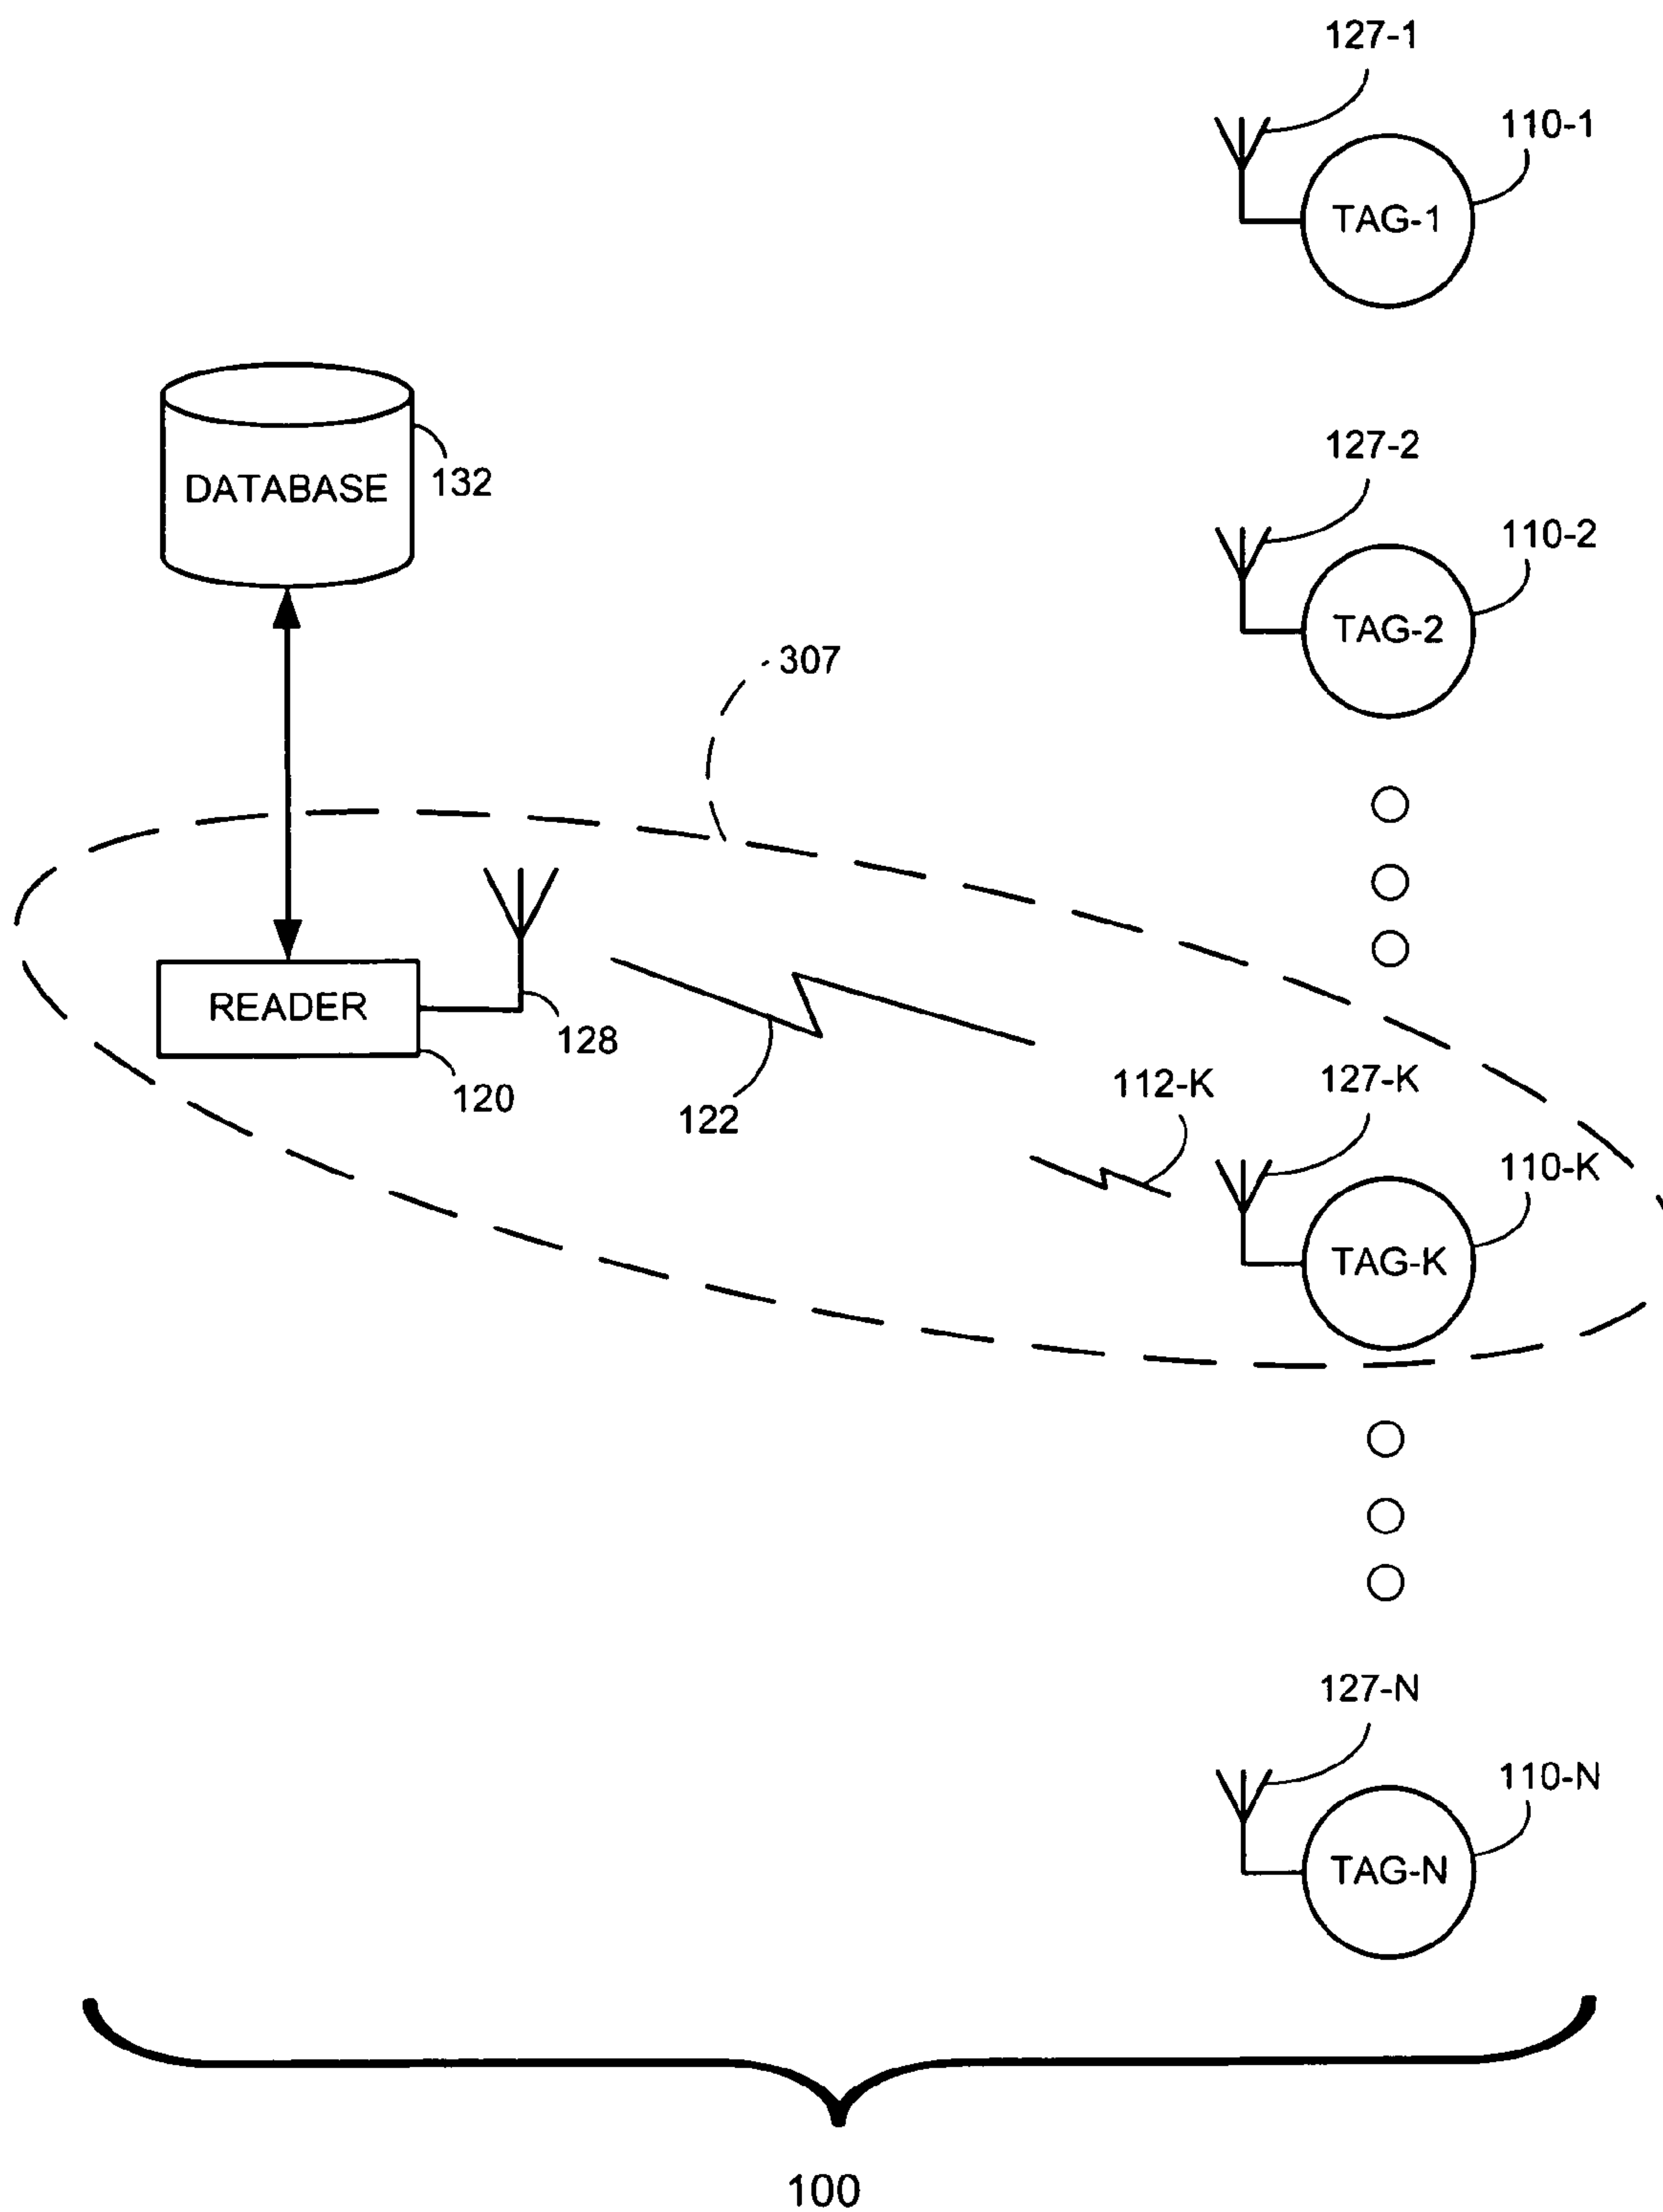 127-1
110-1
TAG-1
DATABASE
132
127-2
110-2
TAG-2
307
READER
128
120
122
112-K
127-K
110-K
TAG-K
127-N
110-N
TAG-N
100